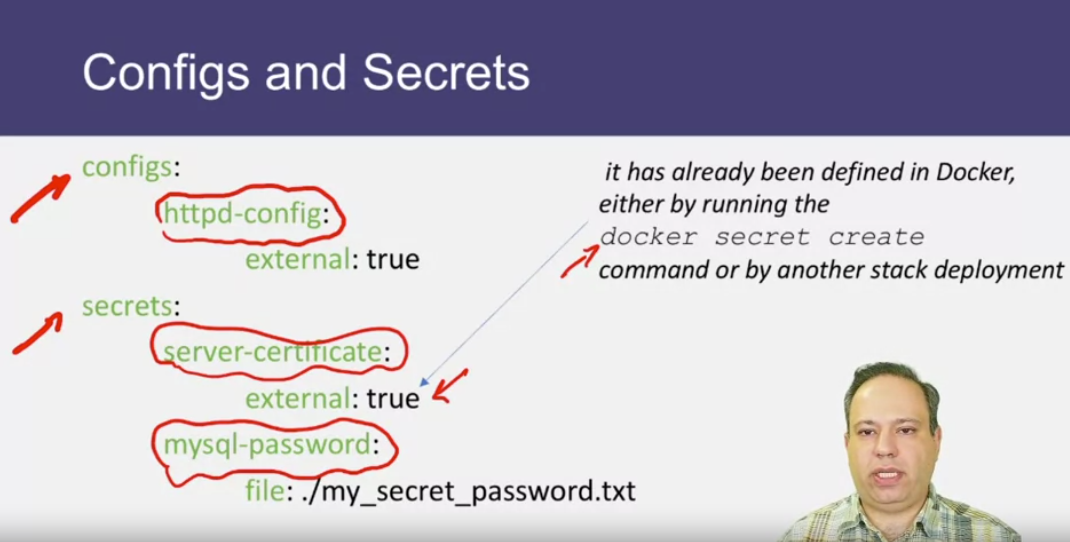 Configs and Secrets
configs:
httpd-config:
external: true
secrets:
server-certificate:
external: true
mysql-password:
file: ./my_secret_password.txt
it has already been defined in Docker,
either by running the
docker secret create
command or by another stack deployment